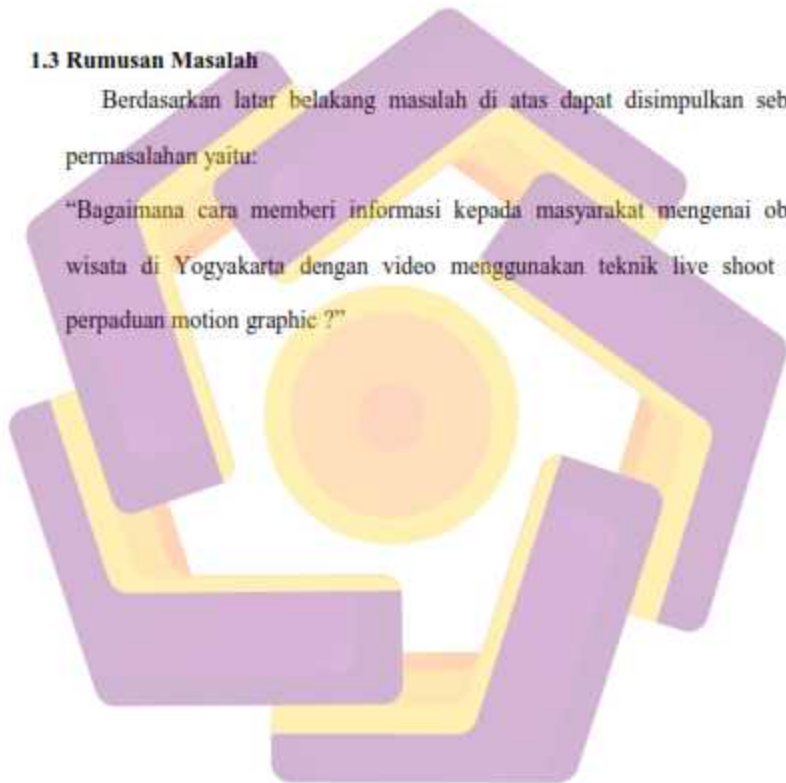 1.3 Rumusan Masalah
Berdasarkan latar belakang masalah di atas dapat disimpulkan seb
permasalahan yaitu:
“Bagaimana cara memberi informasi kepada masyarakat mengenai ob
wisata di Yogyakarta dengan video menggunakan teknik live shoot
perpaduan motion graphic ?”